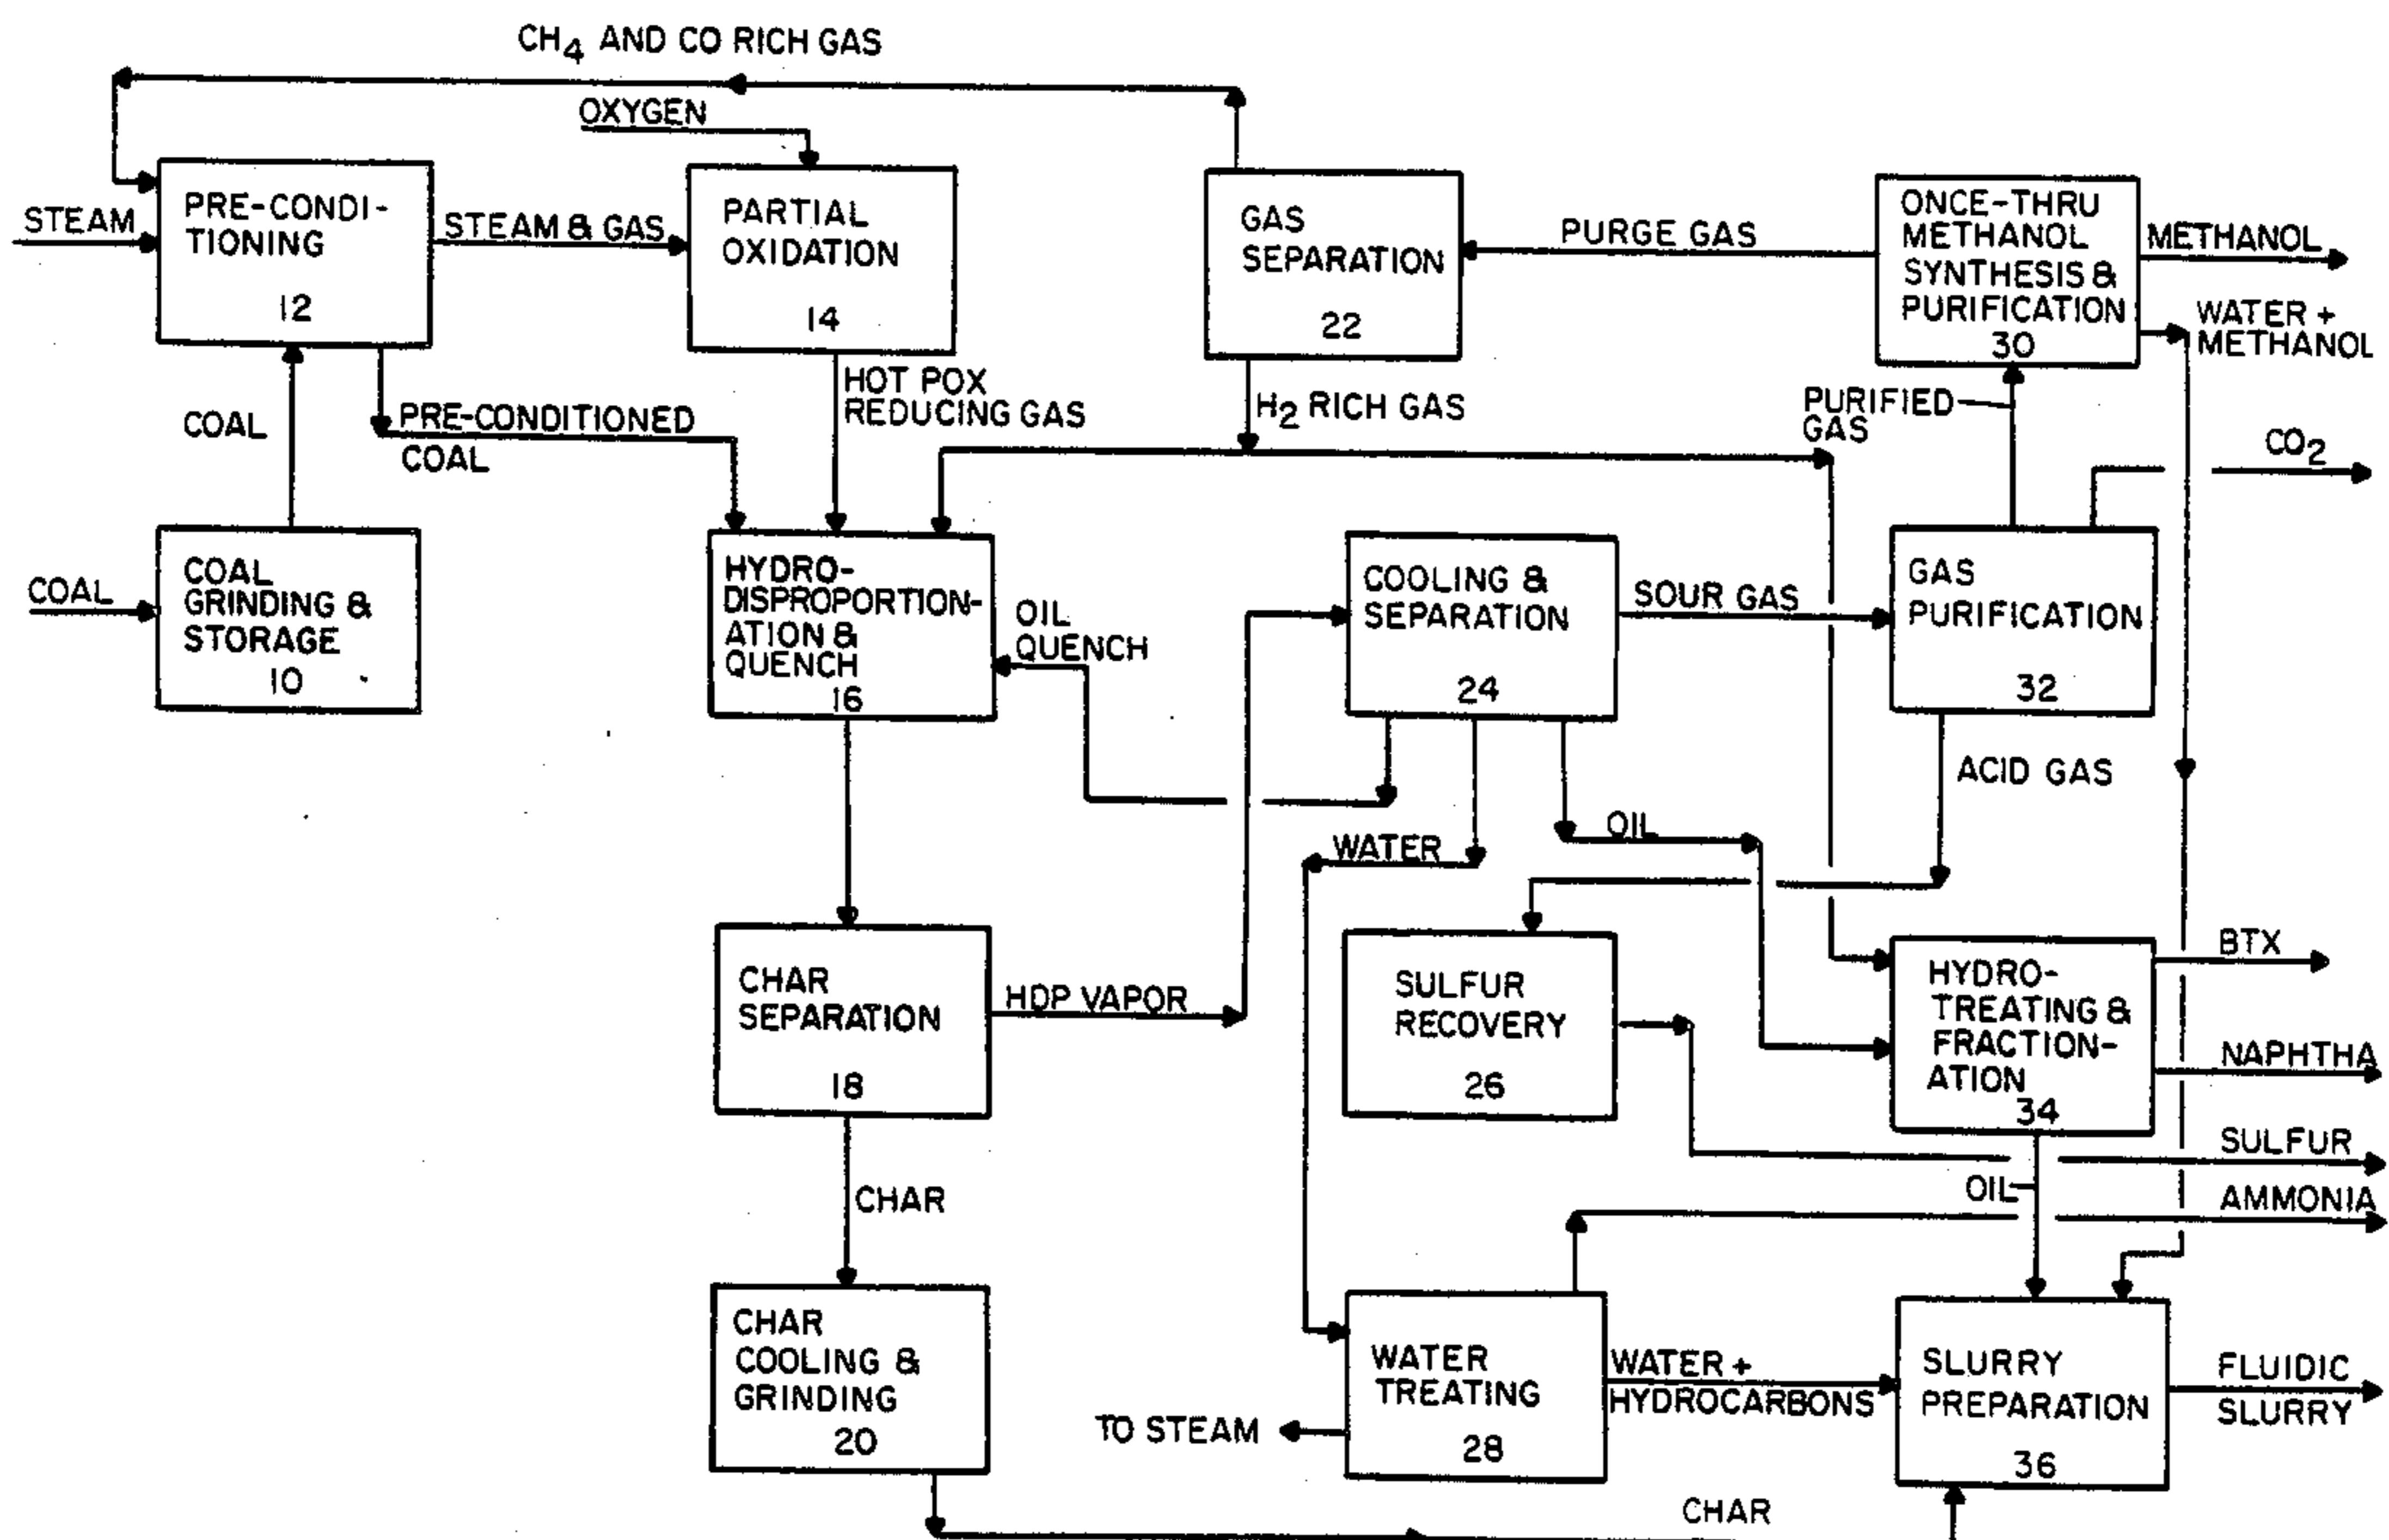 CH4 AND CO RICH GAS
OXYGEN
STEAM
PRE-CONDI-
TIONING
12
STEAM & GAS
PARTIAL
OXIDATION
14
GAS
SEPARATION
22
PURGE GAS
ONCE-THRU
METHANOL
SYNTHESIS &
PURIFICATION
30
METHANOL
WATER +
METHANOL
COAL
PRE-CONDITIONED
COAL
HOT POX
REDUCING GAS
H2 RICH GAS
PURIFIED
GAS
CO2
COAL
COAL
GRINDING &
STORAGE
10
HYDRO-
DISPROPORTION-
ATION &
QUENCH
16
OIL
QUENCH
COOLING &
SEPARATION
24
SOUR GAS
GAS
PURIFICATION
32
ACID GAS
WATER
OIL
CHAR
SEPARATION
18
HDP VAPOR
SULFUR
RECOVERY
26
HYDRO-
TREATING &
FRACTION-
ATION
34
BTX
NAPHTHA
SULFUR
OIL
AMMONIA
CHAR
CHAR
COOLING &
GRINDING
20
WATER
TREATING
28
TO STEAM
WATER +
HYDROCARBONS
SLURRY
PREPARATION
36
FLUIDIC
SLURRY
CHAR